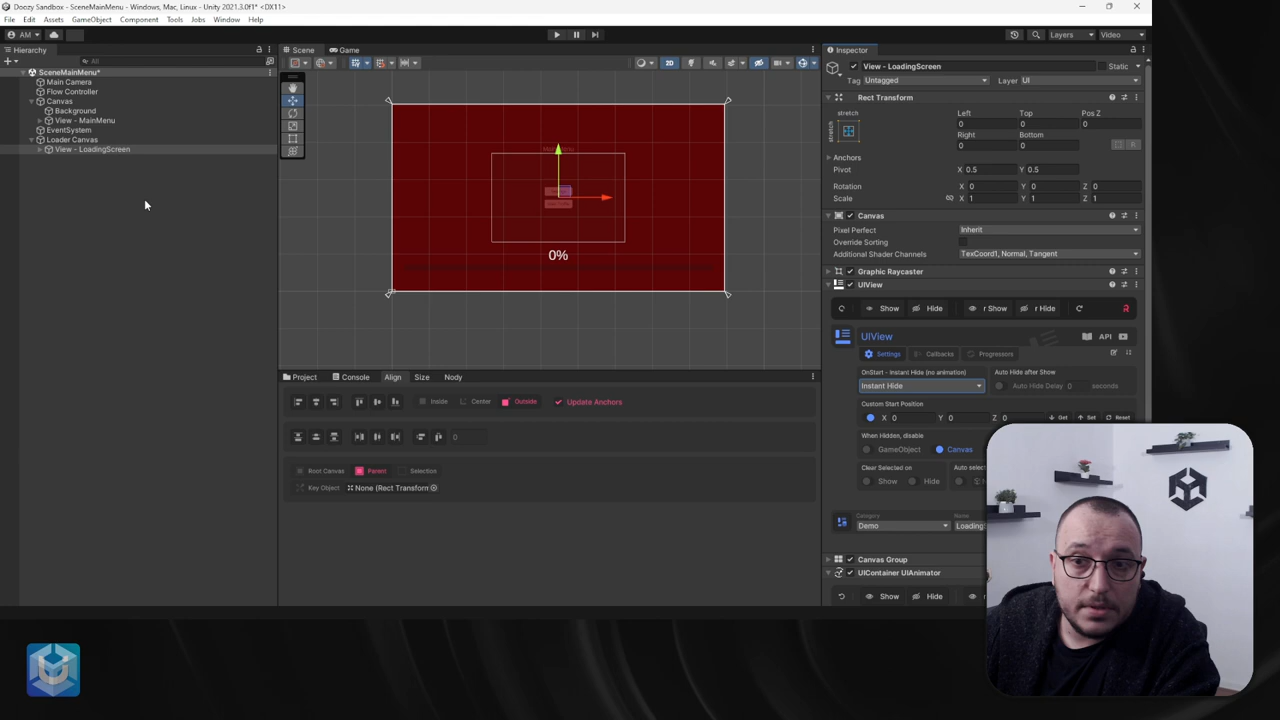 Doozy Sandbox - SceneMainMenu - Windows, Mac, Linux - Unity 2021.3.0f1* <DX11>
File Edit Assets GameObject Component Tools Jobs Window Help
AM
Layers Video
Hierarchy
All
SceneMainMenu*
Main Camera
Flow Controller
Canvas
Background
View - MainMenu
EventSystem
Loader Canvas
View - LoadingScreen
Scene Game
2D
0%
Project Console Align Size Nody
Inside Center Outside Update Anchors
0
Root Canvas Parent Selection
Key Object None (Rect Transform
Inspector
View - LoadingScreen Static
Tag Untagged Layer UI
Rect Transform
stretch Left Top Pos Z
stretch 0 0 0
Right Bottom
0 0 R
Anchors
Pivot X 0.5 Y 0.5
Rotation X 0 Y 0 Z 0
Scale X 1 Y 1 Z 1
Canvas
Pixel Perfect Inherit
Override Sorting
Additional Shader Channels TexCoord1, Normal, Tangent
Graphic Raycaster
UIView
Show Hide r Show r Hide
UIView API
Settings Callbacks Progressors
OnStart - Instant Hide (no animation) Auto Hide after Show
Instant Hide Auto Hide Delay 0 seconds
Custom Start Position
X 0 Y 0 Z 0 Get Set Reset
When Hidden, disable
GameObject Canvas
Clear Selected on
Show Hide
Category Name
Demo
Canvas Group
UIContainer UIAnimator
Show Hide